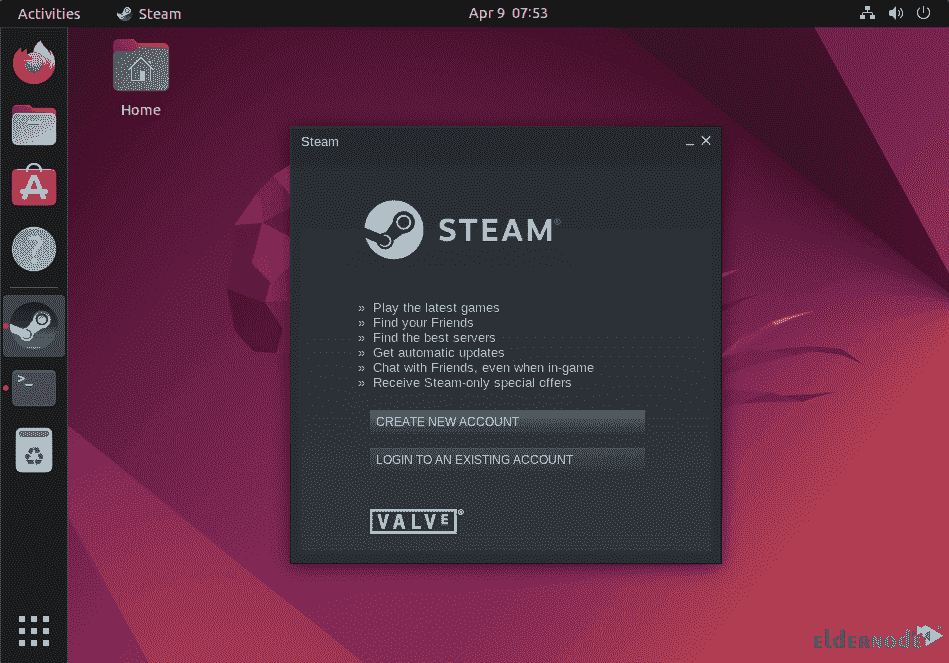 Activities
Steam
Apr 9 07:53
Home
Steam
STEAM®
» Play the latest games
» Find your Friends
» Find the best servers
» Get automatic updates
» Chat with Friends, even when in-game
» Receive Steam-only special offers
CREATE NEW ACCOUNT
LOGIN TO AN EXISTING ACCOUNT
VALVE®
elderNode